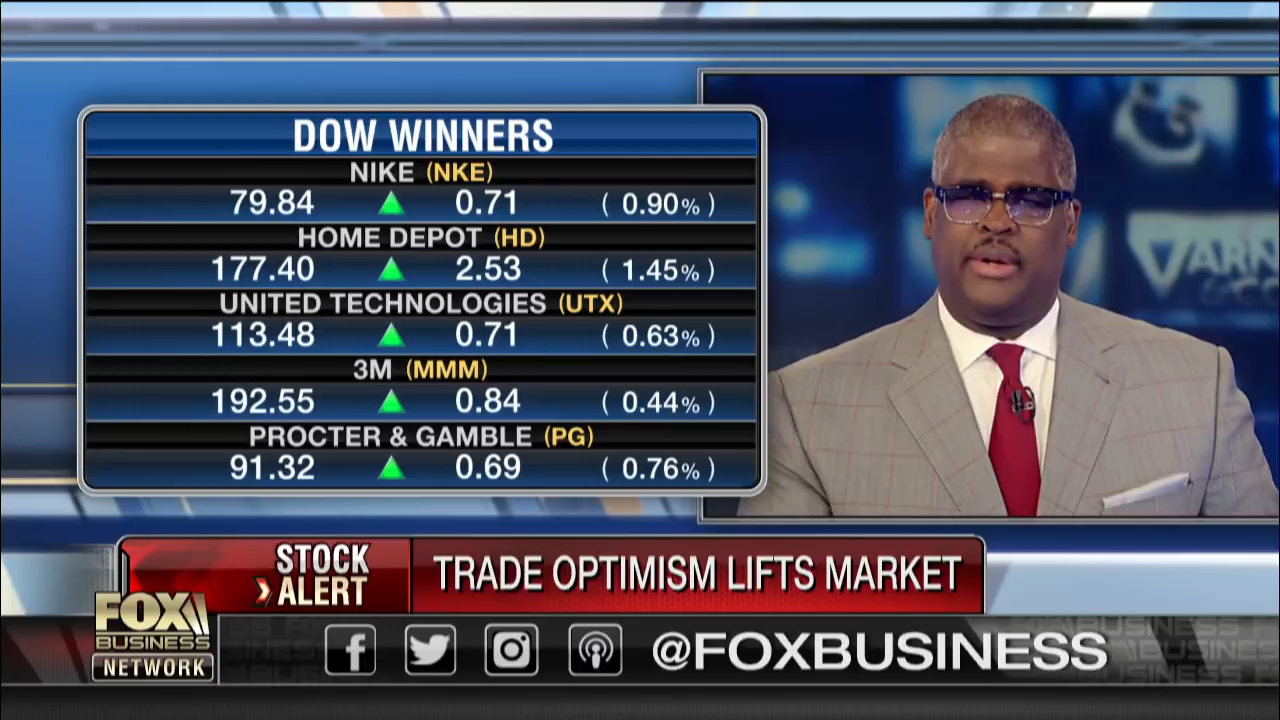 DOW WINNERS
NIKE (NKE)
79.84 ▲ 0.71 ( 0.90% )
HOME DEPOT (HD)
177.40 ▲ 2.53 ( 1.45% )
UNITED TECHNOLOGIES (UTX)
113.48 ▲ 0.71 ( 0.63% )
3M (MMM)
192.55 ▲ 0.84 ( 0.44% )
PROCTER & GAMBLE (PG)
91.32 ▲ 0.69 ( 0.76% )
VARN
& CO
STOCK
ALERT
TRADE OPTIMISM LIFTS MARKET
FOX
BUSINESS
NETWORK
@FOXBUSINESS